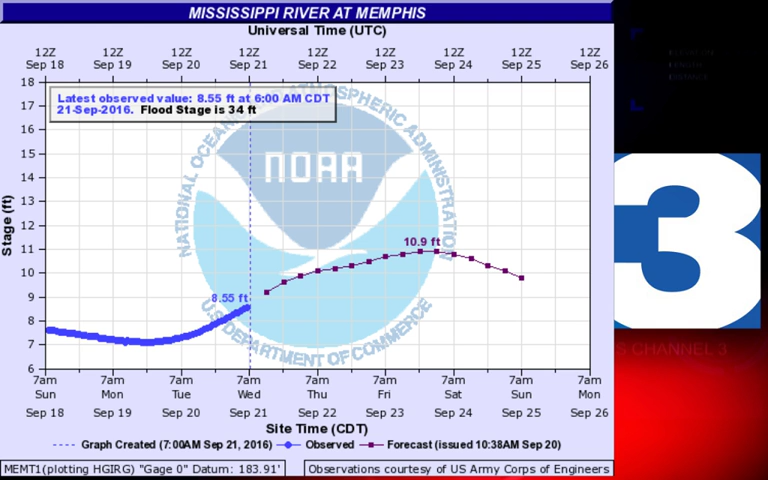 MISSISSIPPI RIVER AT MEMPHIS
Universal Time (UTC)
12Z 12Z 12Z 12Z 12Z 12Z 12Z 12Z 12Z
Sep 18 Sep 19 Sep 20 Sep 21 Sep 22 Sep 23 Sep 24 Sep 25 Sep 26
Latest observed value: 8.55 ft at 6:00 AM CDT
21-Sep-2016. Flood Stage is 34 ft
NATIONAL OCEANIC AND ATMOSPHERIC ADMINISTRATION
NOAA
U.S. DEPARTMENT OF COMMERCE
Stage (ft)
18
17
16
15
14
13
12
11
10
9
8
7
6
10.9 ft
8.55 ft
7am 7am 7am 7am 7am 7am 7am 7am 7am
Sun Mon Tue Wed Thu Fri Sat Sun Mon
Sep 18 Sep 19 Sep 20 Sep 21 Sep 22 Sep 23 Sep 24 Sep 25 Sep 26
Site Time (CDT)
Graph Created (7:00AM Sep 21, 2016) Observed Forecast (issued 10:38AM Sep 20)
MEMT1(plotting HGIRG) "Gage 0" Datum: 183.91' Observations courtesy of US Army Corps of Engineers
3
S CHANNEL 3